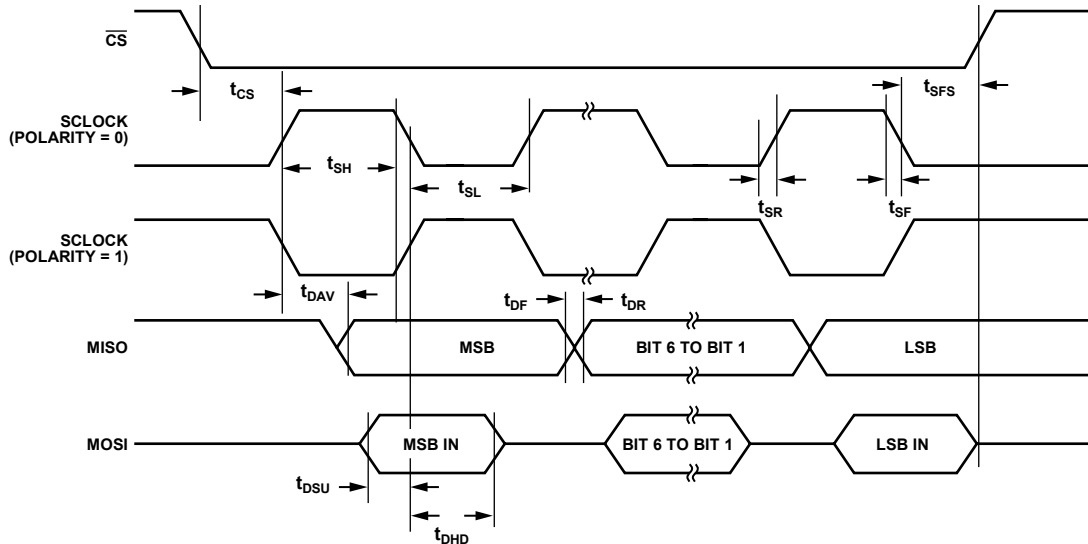 CS
tCS
tSFS
SCLOCK
(POLARITY = 0)
tSH
tSL
tSR
tSF
SCLOCK
(POLARITY = 1)
tDAV
tDF
tDR
MISO
MSB
BIT 6 TO BIT 1
LSB
MOSI
MSB IN
BIT 6 TO BIT 1
LSB IN
tDSU
tDHD